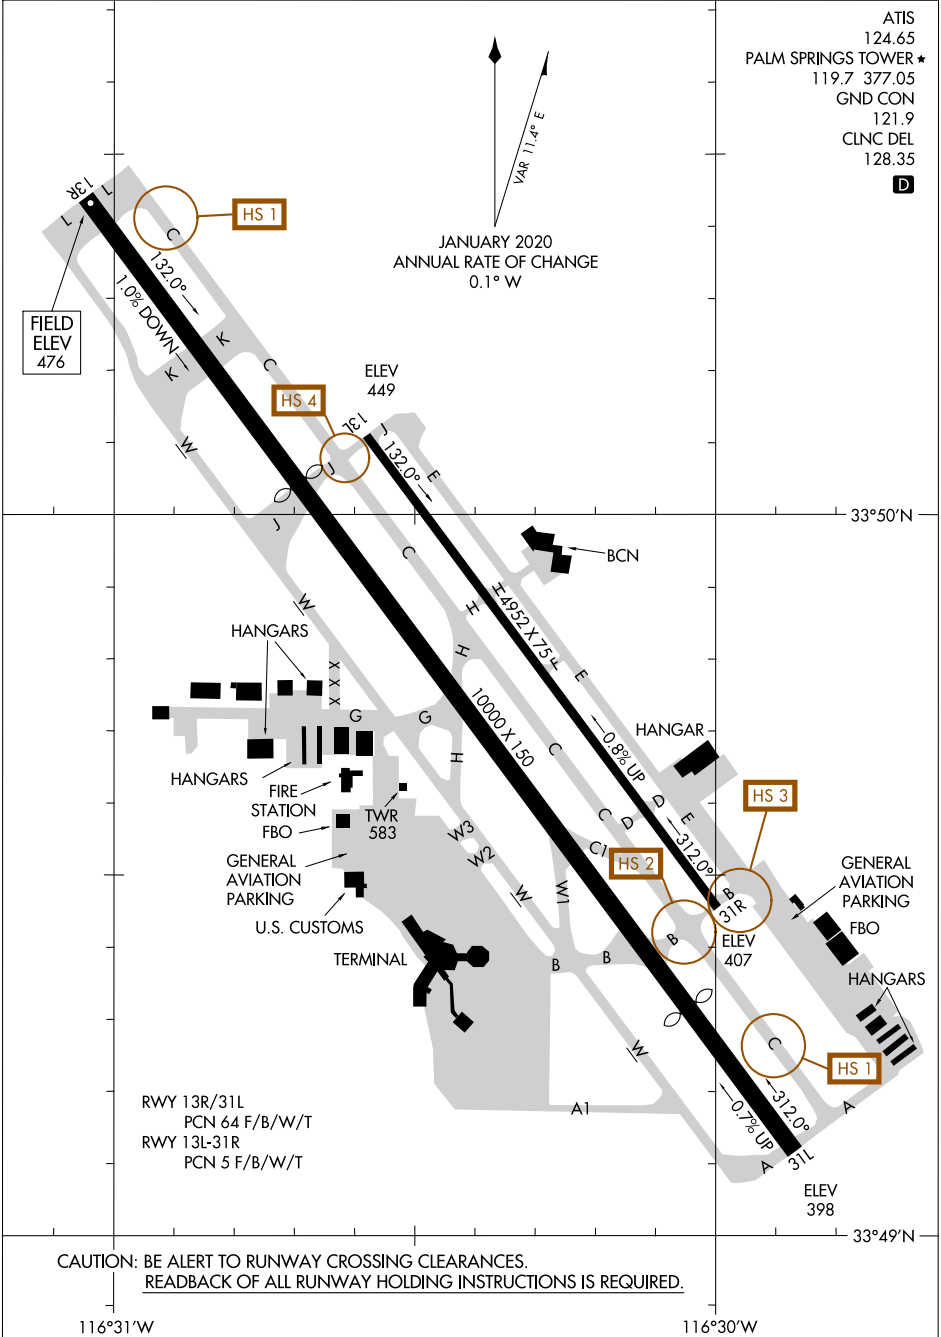 ATIS
124.65
PALM SPRINGS TOWER ★
119.7 377.05
GND CON
121.9
CLNC DEL
128.35
D
VAR 11.4° E
JANUARY 2020
ANNUAL RATE OF CHANGE
0.1° W
13R
L
L
HS 1
C
132.0°
1.0% DOWN
FIELD
ELEV
476
K
K
C
ELEV
449
HS 4
13L
J
132.0°
E
W
J
J
33°50'N
C
BCN
H
H
4952 X 75
F
E
W
HANGARS
H
X
X
X
G
G
10000 X 150
H
C
0.8% UP
HANGAR
HANGARS
FIRE
STATION
FBO
TWR
583
D
D
E
HS 3
C
W3
W2
C1
312.0°
HS 2
GENERAL
AVIATION
PARKING
U.S. CUSTOMS
W
W1
B
31R
GENERAL
AVIATION
PARKING
FBO
TERMINAL
B
B
B
ELEV
407
HANGARS
W
C
HS 1
A1
0.7% UP
312.0°
A
A
31L
ELEV
398
RWY 13R/31L
PCN 64 F/B/W/T
RWY 13L-31R
PCN 5 F/B/W/T
33°49'N
CAUTION: BE ALERT TO RUNWAY CROSSING CLEARANCES.
READBACK OF ALL RUNWAY HOLDING INSTRUCTIONS IS REQUIRED.
116°31'W
116°30'W